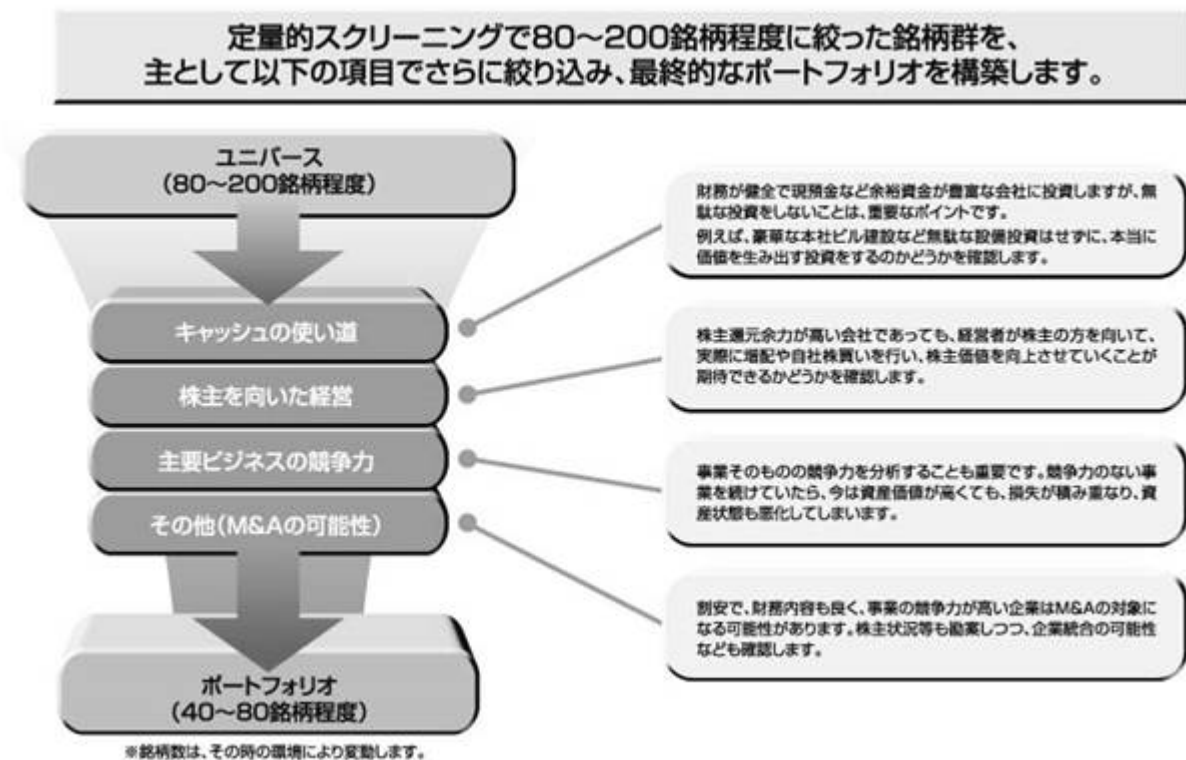 定量的スクリーニングで80～200銘柄程度に絞った銘柄群を、
主として以下の項目でさらに絞り込み、最終的なポートフォリオを構築します。
ユニバース
（80～200銘柄程度）
キャッシュの使い道
株主を向いた経営
主要ビジネスの競争力
その他（M&Aの可能性）
ポートフォリオ
（40～80銘柄程度）
※銘柄数は、その時の環境により変動します。
財務が健全で現預金など余裕資金が豊富な会社に投資しますが、無
駄な投資をしないことは、重要なポイントです。
例えば、豪華な本社ビル建設など無駄な設備投資はせずに、本当に
価値を生み出す投資をするのかどうかを確認します。
株主還元余力が高い会社であっても、経営者が株主の方を向いて、
実際に増配や自社株買いを行い、株主価値を向上させていくことが
期待できるかどうかを確認します。
事業そのものの競争力を分析することも重要です。競争力のない事
業を続けていたら、今は資産価値が高くても、損失が積み重なり、資
産状態も悪化してしまいます。
割安で、財務内容も良く、事業の競争力が高い企業はM&Aの対象に
なる可能性があります。株主状況等も勘案しつつ、企業統合の可能性
なども確認します。